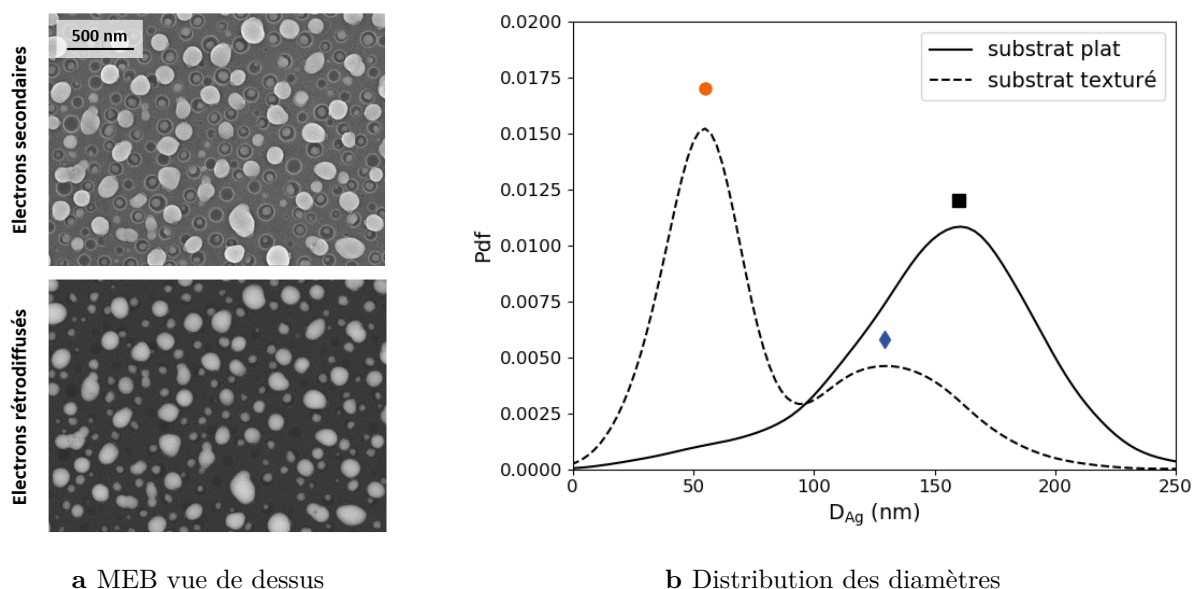 Electrons secondaires
500 nm
Electrons rétrodiffusés
a MEB vue de dessus
Pdf
0.0200
0.0175
0.0150
0.0125
0.0100
0.0075
0.0050
0.0025
0.0000
substrat plat
substrat texturé
0 50 100 150 200 250
D_Ag (nm)
b Distribution des diamètres